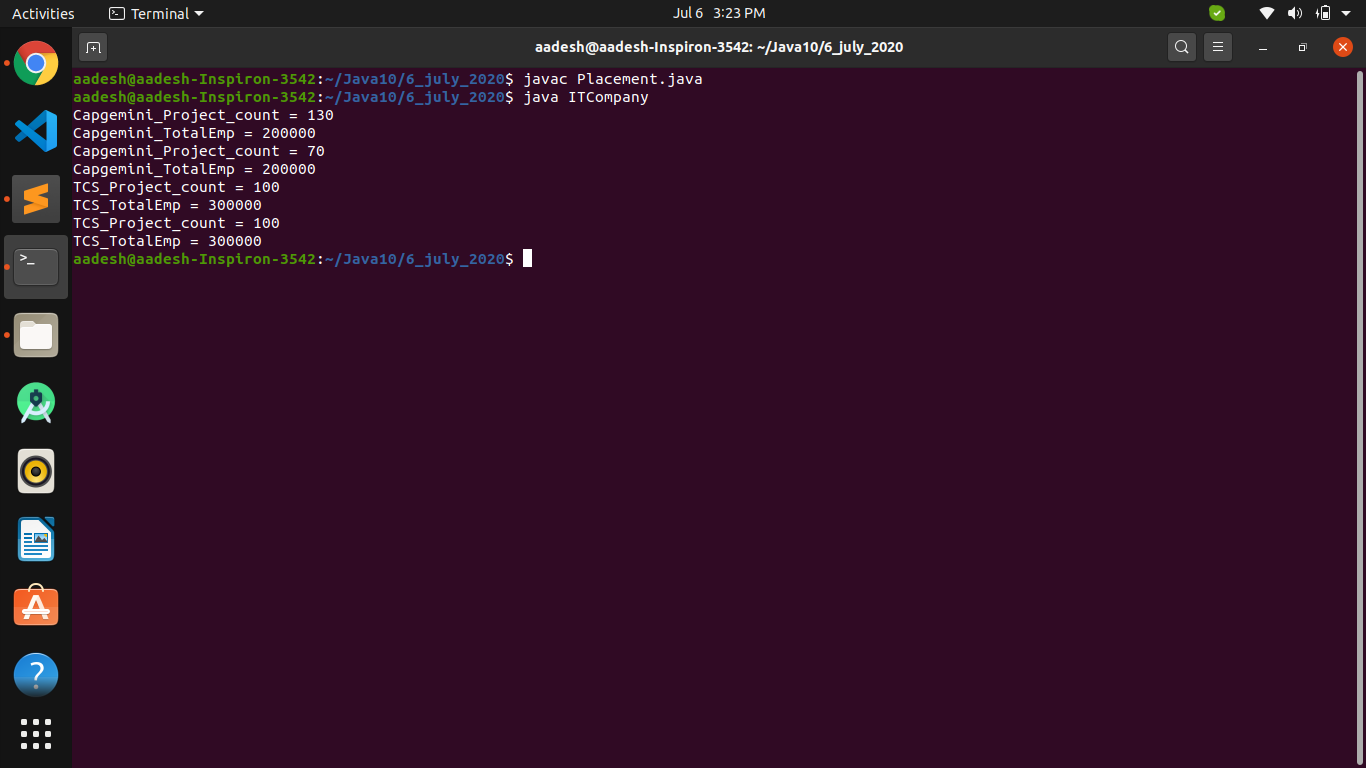 Activities Terminal Jul 6 3:23 PM
aadesh@aadesh-Inspiron-3542: ~/Java10/6_july_2020
aadesh@aadesh-Inspiron-3542:~/Java10/6_july_2020$ javac Placement.java
aadesh@aadesh-Inspiron-3542:~/Java10/6_july_2020$ java ITCompany
Capgemini_Project_count = 130
Capgemini_TotalEmp = 200000
Capgemini_Project_count = 70
Capgemini_TotalEmp = 200000
TCS_Project_count = 100
TCS_TotalEmp = 300000
TCS_Project_count = 100
TCS_TotalEmp = 300000
aadesh@aadesh-Inspiron-3542:~/Java10/6_july_2020$